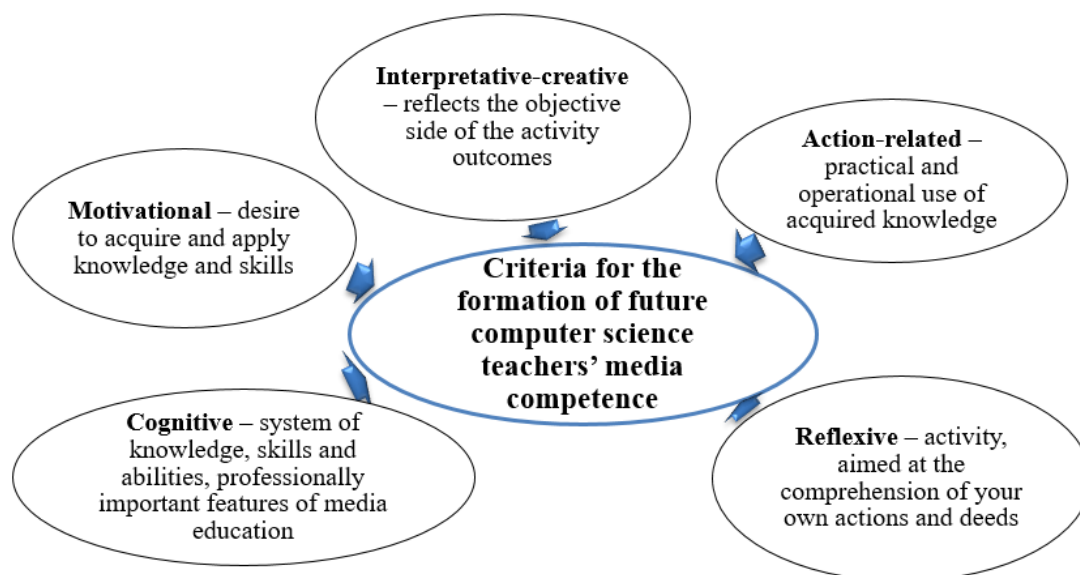 Interpretative-creative
– reflects the objective
side of the activity
outcomes
Action-related –
practical and
operational use of
acquired knowledge
Motivational – desire
to acquire and apply
knowledge and skills
Criteria for the
formation of future
computer science
teachers’ media
competence
Cognitive – system of
knowledge, skills and
abilities, professionally
important features of media
education
Reflexive – activity,
aimed at the
comprehension of your
own actions and deeds